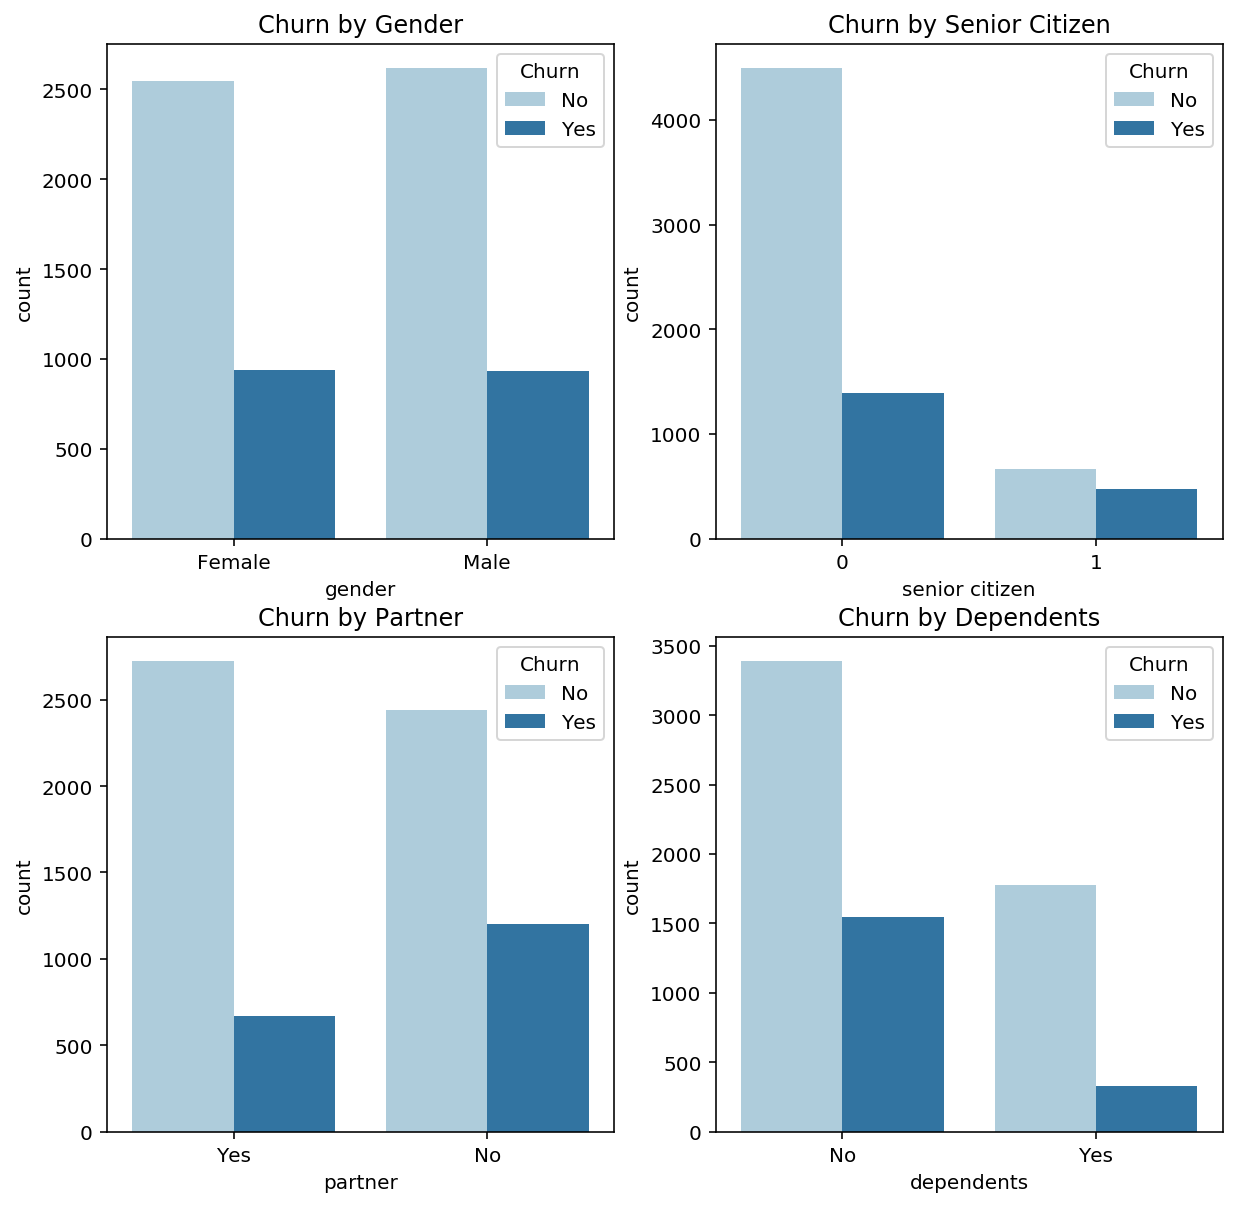 Churn by Gender
Churn
No
Yes
2500
2000
1500
1000
500
0
count
Female
Male
gender
Churn by Senior Citizen
Churn
No
Yes
4000
3000
2000
1000
0
count
0
1
senior citizen
Churn by Partner
Churn
No
Yes
2500
2000
1500
1000
500
0
count
Yes
No
partner
Churn by Dependents
Churn
No
Yes
3500
3000
2500
2000
1500
1000
500
0
count
No
Yes
dependents